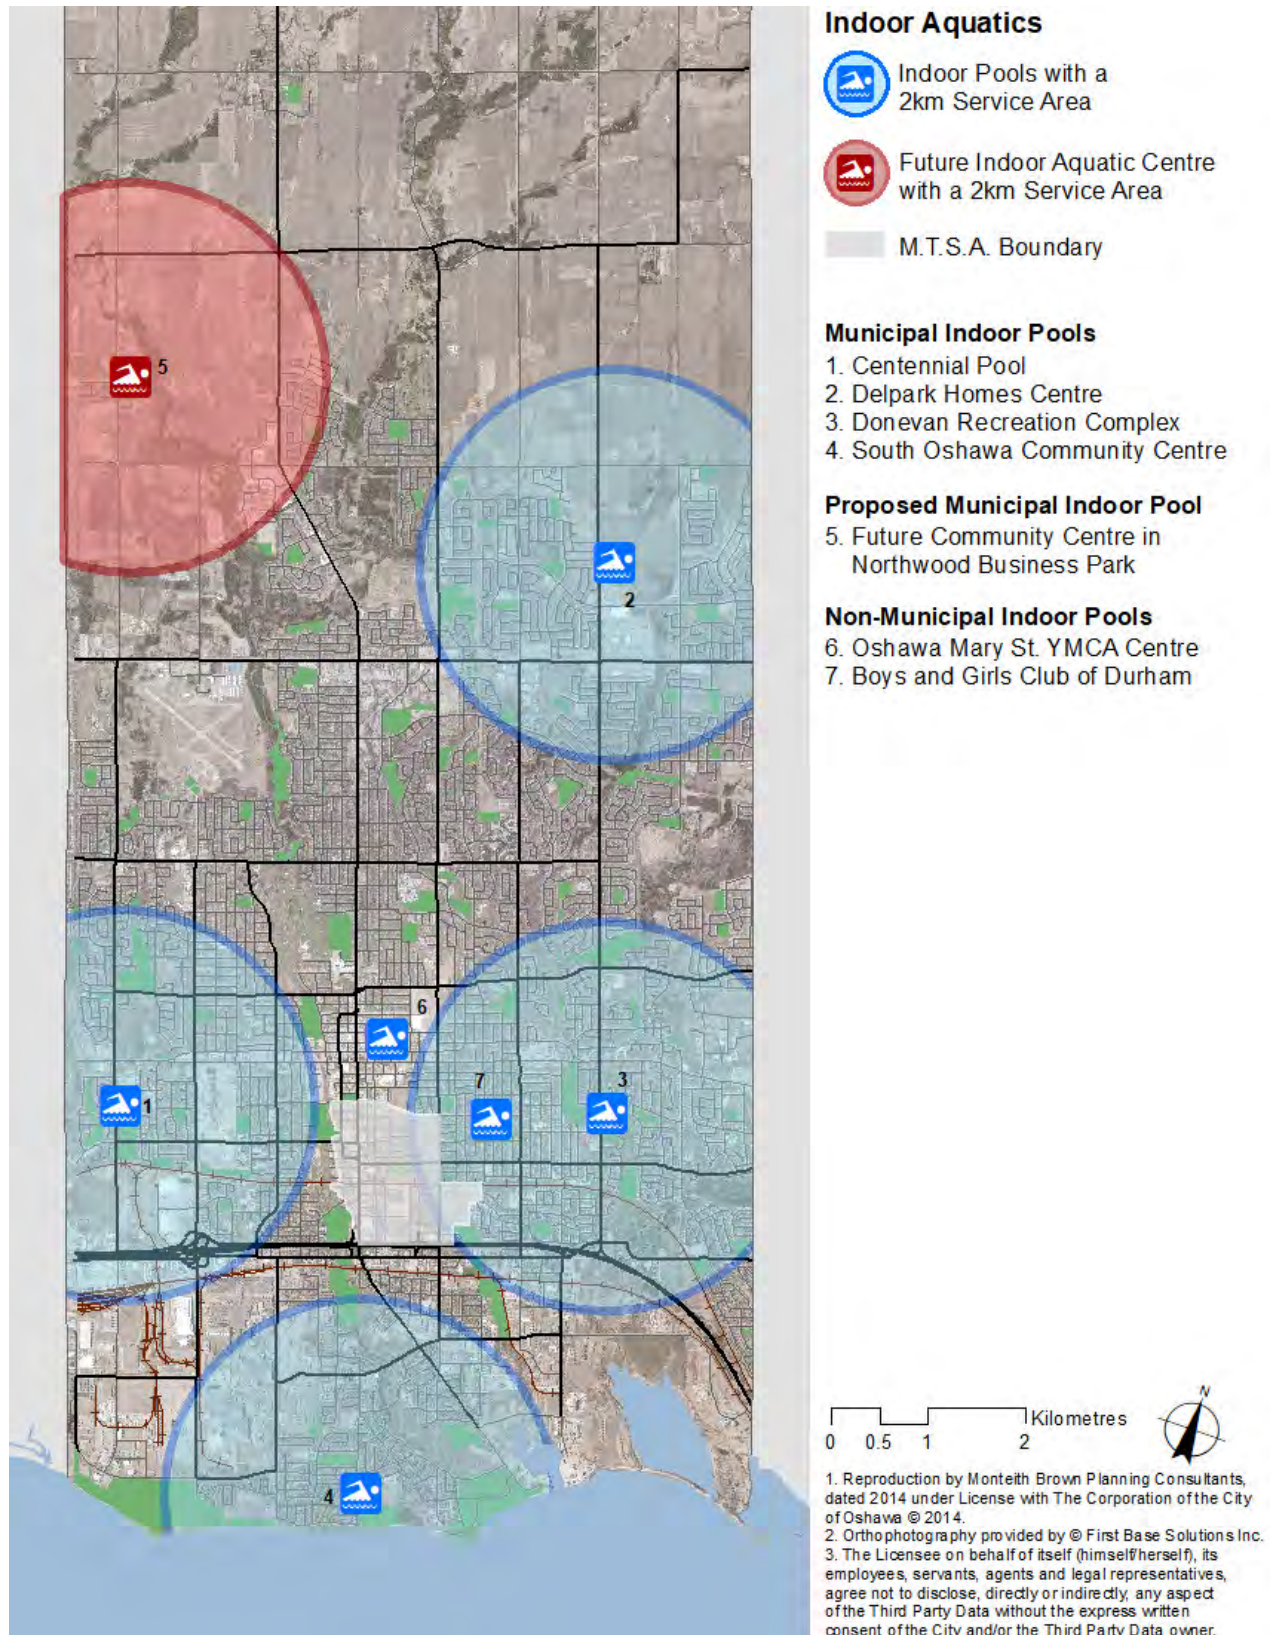 Indoor Aquatics
Indoor Pools with a
2km Service Area
Future Indoor Aquatic Centre
with a 2km Service Area
M.T.S.A. Boundary
Municipal Indoor Pools
1. Centennial Pool
2. Delpark Homes Centre
3. Donevan Recreation Complex
4. South Oshawa Community Centre
Proposed Municipal Indoor Pool
5. Future Community Centre in
Northwood Business Park
Non-Municipal Indoor Pools
6. Oshawa Mary St. YMCA Centre
7. Boys and Girls Club of Durham
5
2
6
7
3
1
4
N
Kilometres
0 0.5 1 2
1. Reproduction by Monteith Brown Planning Consultants,
dated 2014 under License with The Corporation of the City
of Oshawa © 2014.
2. Orthophotography provided by © First Base Solutions Inc.
3. The Licensee on behalf of itself (himself/herself), its
employees, servants, agents and legal representatives,
agree not to disclose, directly or indirectly, any aspect
of the Third Party Data without the express written
consent of the City and/or the Third Party Data owner.